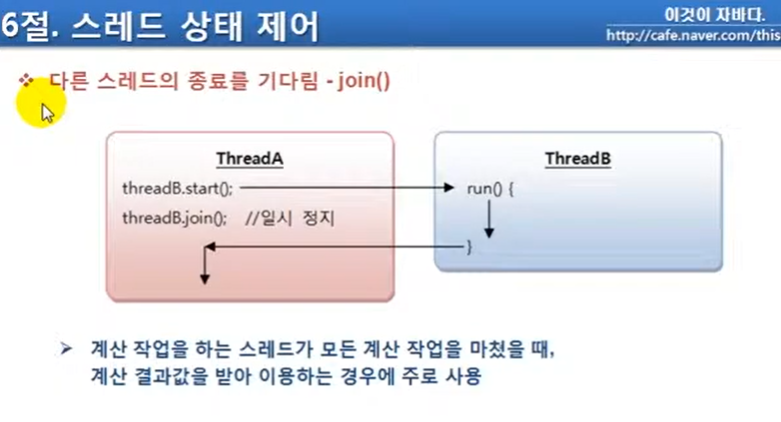 6절. 스레드 상태 제어
이것이 자바다.
http://cafe.naver.com/this
다른 스레드의 종료를 기다림 - join()
ThreadA
threadB.start();
threadB.join(); //일시 정지
ThreadB
run() {
}
계산 작업을 하는 스레드가 모든 계산 작업을 마쳤을 때,
계산 결과값을 받아 이용하는 경우에 주로 사용